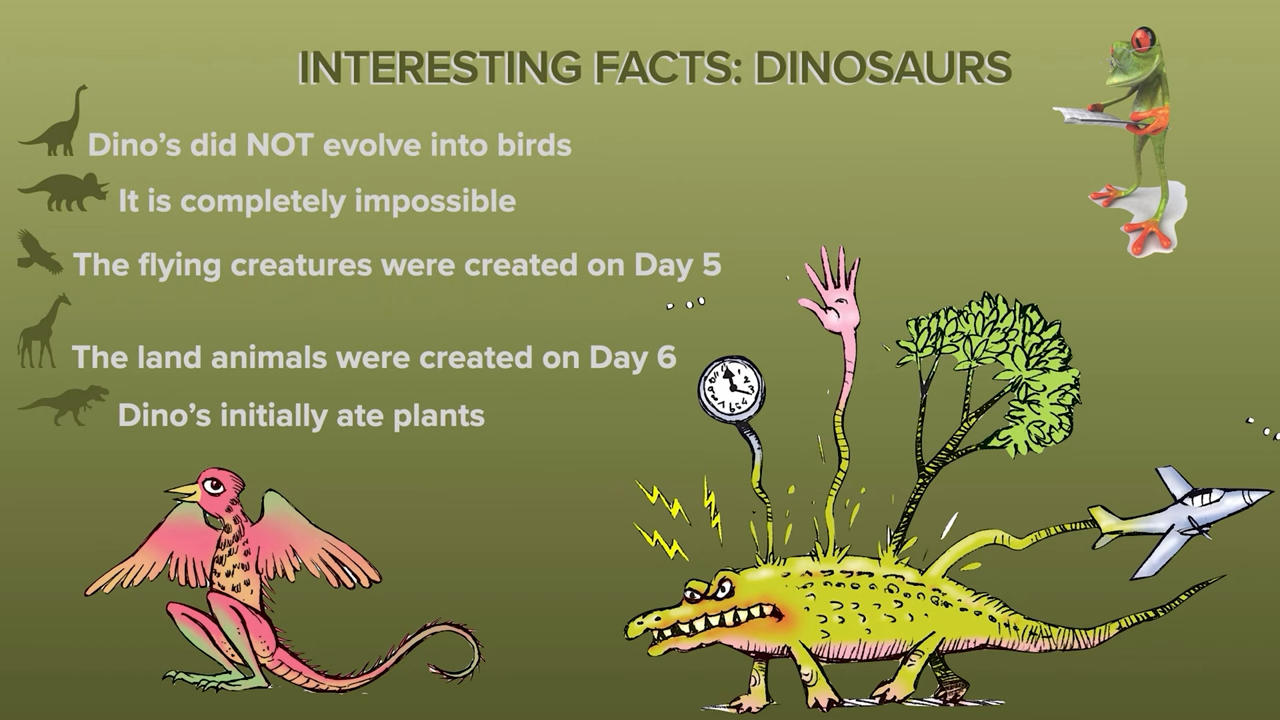 INTERESTING FACTS: DINOSAURS
Dino's did NOT evolve into birds
It is completely impossible
The flying creatures were created on Day 5
The land animals were created on Day 6
Dino's initially ate plants